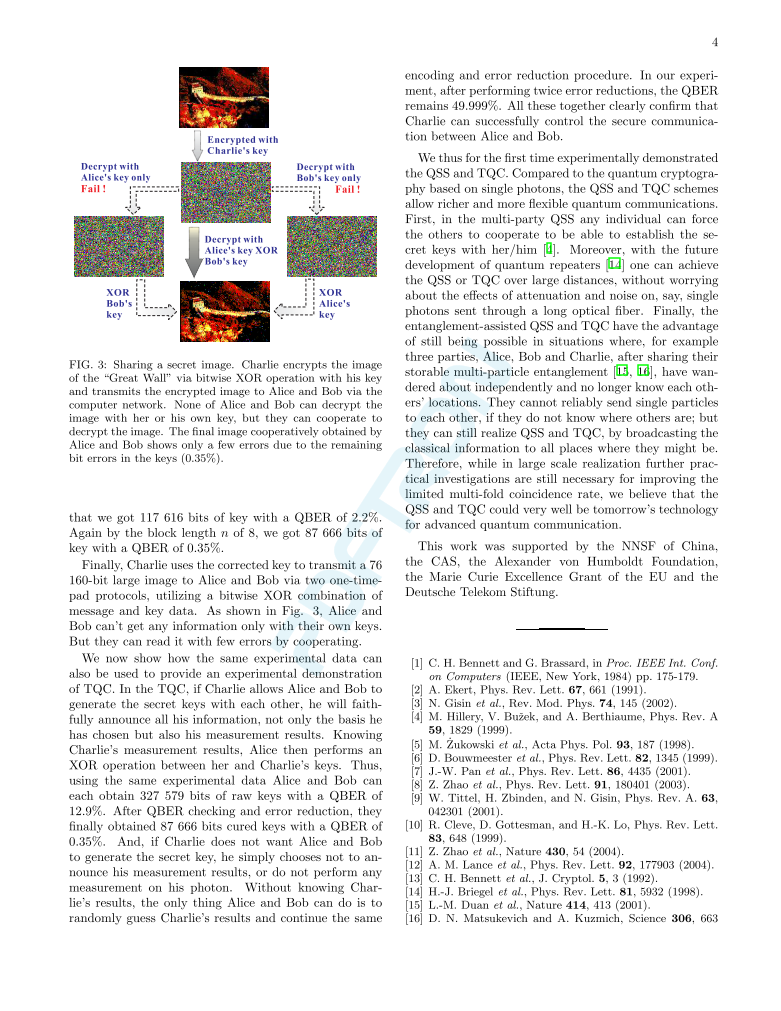 4
Encrypted with
Charlie's key
Decrypt with
Alice's key only
Fail !
Decrypt with
Bob's key only
Fail !
Decrypt with
Alice's key XOR
Bob's key
XOR
Bob's
key
XOR
Alice's
key
FIG. 3: Sharing a secret image. Charlie encrypts the image
of the “Great Wall” via bitwise XOR operation with his key
and transmits the encrypted image to Alice and Bob via the
computer network. None of Alice and Bob can decrypt the
image with her or his own key, but they can cooperate to
decrypt the image. The final image cooperatively obtained by
Alice and Bob shows only a few errors due to the remaining
bit errors in the keys (0.35%).
that we got 117 616 bits of key with a QBER of 2.2%.
Again by the block length n of 8, we got 87 666 bits of
key with a QBER of 0.35%.
Finally, Charlie uses the corrected key to transmit a 76
160-bit large image to Alice and Bob via two one-time-
pad protocols, utilizing a bitwise XOR combination of
message and key data. As shown in Fig. 3, Alice and
Bob can't get any information only with their own keys.
But they can read it with few errors by cooperating.
We now show how the same experimental data can
also be used to provide an experimental demonstration
of TQC. In the TQC, if Charlie allows Alice and Bob to
generate the secret keys with each other, he will faith-
fully announce all his information, not only the basis he
has chosen but also his measurement results. Knowing
Charlie's measurement results, Alice then performs an
XOR operation between her and Charlie's keys. Thus,
using the same experimental data Alice and Bob can
each obtain 327 579 bits of raw keys with a QBER of
12.9%. After QBER checking and error reduction, they
finally obtained 87 666 bits cured keys with a QBER of
0.35%. And, if Charlie does not want Alice and Bob
to generate the secret key, he simply chooses not to an-
nounce his measurement results, or do not perform any
measurement on his photon. Without knowing Char-
lie's results, the only thing Alice and Bob can do is to
randomly guess Charlie's results and continue the same
encoding and error reduction procedure. In our experi-
ment, after performing twice error reductions, the QBER
remains 49.999%. All these together clearly confirm that
Charlie can successfully control the secure communica-
tion between Alice and Bob.
We thus for the first time experimentally demonstrated
the QSS and TQC. Compared to the quantum cryptogra-
phy based on single photons, the QSS and TQC schemes
allow richer and more flexible quantum communications.
First, in the multi-party QSS any individual can force
the others to cooperate to be able to establish the se-
cret keys with her/him [4]. Moreover, with the future
development of quantum repeaters [14] one can achieve
the QSS or TQC over large distances, without worrying
about the effects of attenuation and noise on, say, single
photons sent through a long optical fiber. Finally, the
entanglement-assisted QSS and TQC have the advantage
of still being possible in situations where, for example
three parties, Alice, Bob and Charlie, after sharing their
storable multi-particle entanglement [15, 16], have wan-
dered about independently and no longer know each oth-
ers' locations. They cannot reliably send single particles
to each other, if they do not know where others are; but
they can still realize QSS and TQC, by broadcasting the
classical information to all places where they might be.
Therefore, while in large scale realization further prac-
tical investigations are still necessary for improving the
limited multi-fold coincidence rate, we believe that the
QSS and TQC could very well be tomorrow's technology
for advanced quantum communication.
This work was supported by the NNSF of China,
the CAS, the Alexander von Humboldt Foundation,
the Marie Curie Excellence Grant of the EU and the
Deutsche Telekom Stiftung.
[1] C. H. Bennett and G. Brassard, in Proc. IEEE Int. Conf.
on Computers (IEEE, New York, 1984) pp. 175-179.
[2] A. Ekert, Phys. Rev. Lett. 67, 661 (1991).
[3] N. Gisin et al., Rev. Mod. Phys. 74, 145 (2002).
[4] M. Hillery, V. Bužek, and A. Berthiaume, Phys. Rev. A
59, 1829 (1999).
[5] M. Żukowski et al., Acta Phys. Pol. 93, 187 (1998).
[6] D. Bouwmeester et al., Phys. Rev. Lett. 82, 1345 (1999).
[7] J.-W. Pan et al., Phys. Rev. Lett. 86, 4435 (2001).
[8] Z. Zhao et al., Phys. Rev. Lett. 91, 180401 (2003).
[9] W. Tittel, H. Zbinden, and N. Gisin, Phys. Rev. A. 63,
042301 (2001).
[10] R. Cleve, D. Gottesman, and H.-K. Lo, Phys. Rev. Lett.
83, 648 (1999).
[11] Z. Zhao et al., Nature 430, 54 (2004).
[12] A. M. Lance et al., Phys. Rev. Lett. 92, 177903 (2004).
[13] C. H. Bennett et al., J. Cryptol. 5, 3 (1992).
[14] H.-J. Briegel et al., Phys. Rev. Lett. 81, 5932 (1998).
[15] L.-M. Duan et al., Nature 414, 413 (2001).
[16] D. N. Matsukevich and A. Kuzmich, Science 306, 663